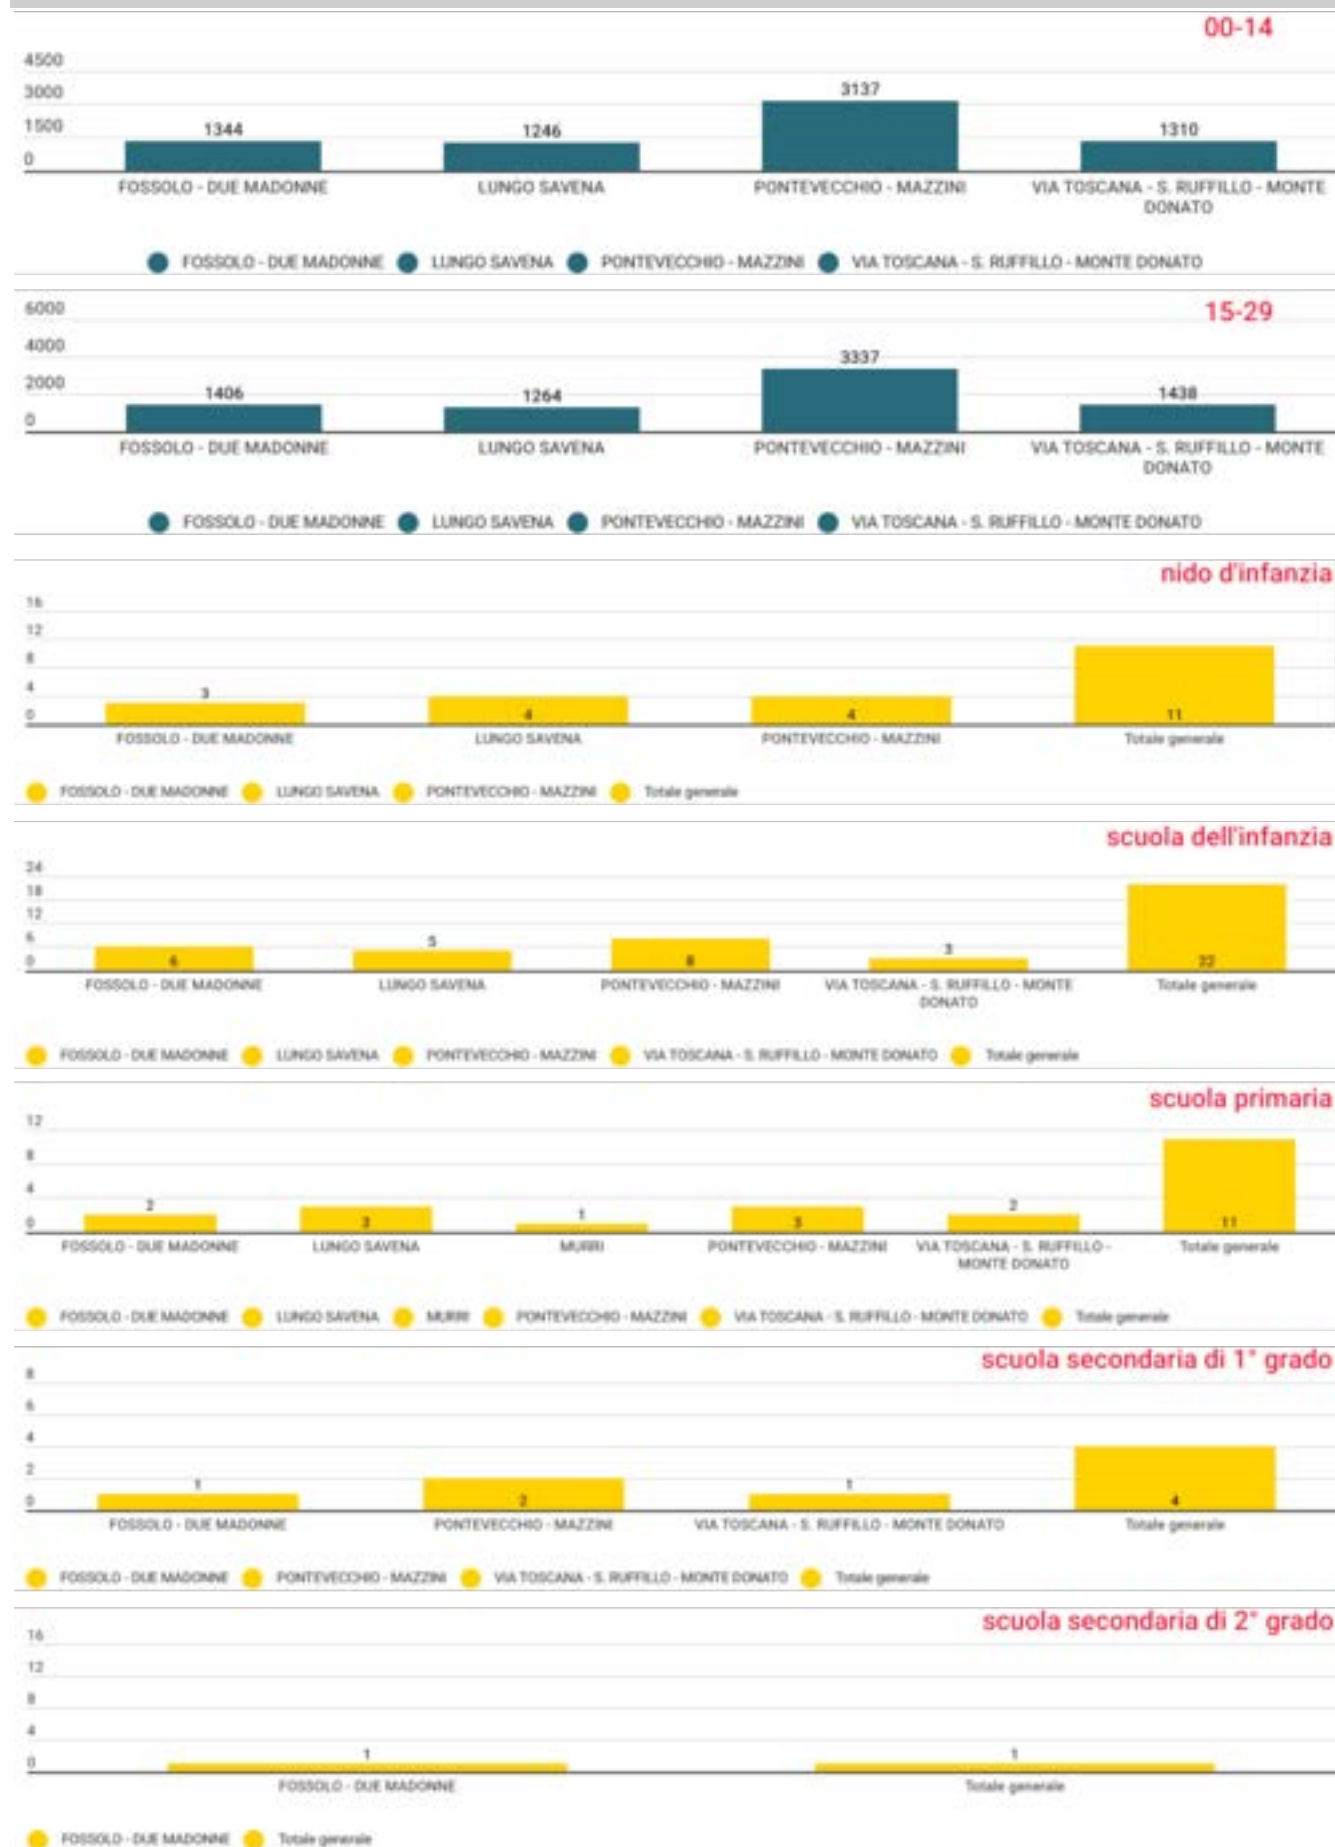 00-14
4500
3000
1500
0
1344
1246
3137
1310
FOSSOLO - DUE MADONNE
LUNGO SAVENA
PONTEVECCHIO - MAZZINI
VIA TOSCANA - S. RUFFILLO - MONTE
DONATO
FOSSOLO - DUE MADONNE LUNGO SAVENA PONTEVECCHIO - MAZZINI VIA TOSCANA - S. RUFFILLO - MONTE DONATO
15-29
6000
4000
2000
0
1406
1264
3337
1438
FOSSOLO - DUE MADONNE
LUNGO SAVENA
PONTEVECCHIO - MAZZINI
VIA TOSCANA - S. RUFFILLO - MONTE
DONATO
FOSSOLO - DUE MADONNE LUNGO SAVENA PONTEVECCHIO - MAZZINI VIA TOSCANA - S. RUFFILLO - MONTE DONATO
nido d'infanzia
16
12
8
4
0
3
4
4
11
FOSSOLO - DUE MADONNE
LUNGO SAVENA
PONTEVECCHIO - MAZZINI
Totale generale
FOSSOLO - DUE MADONNE LUNGO SAVENA PONTEVECCHIO - MAZZINI Totale generale
scuola dell'infanzia
24
18
12
6
0
6
5
8
3
22
FOSSOLO - DUE MADONNE
LUNGO SAVENA
PONTEVECCHIO - MAZZINI
VIA TOSCANA - S. RUFFILLO - MONTE
DONATO
Totale generale
FOSSOLO - DUE MADONNE LUNGO SAVENA PONTEVECCHIO - MAZZINI VIA TOSCANA - S. RUFFILLO - MONTE DONATO Totale generale
scuola primaria
12
8
4
0
2
3
1
3
2
11
FOSSOLO - DUE MADONNE
LUNGO SAVENA
MURRI
PONTEVECCHIO - MAZZINI
VIA TOSCANA - S. RUFFILLO -
MONTE DONATO
Totale generale
FOSSOLO - DUE MADONNE LUNGO SAVENA MURRI PONTEVECCHIO - MAZZINI VIA TOSCANA - S. RUFFILLO - MONTE DONATO Totale generale
scuola secondaria di 1° grado
8
6
4
2
0
1
2
1
4
FOSSOLO - DUE MADONNE
PONTEVECCHIO - MAZZINI
VIA TOSCANA - S. RUFFILLO - MONTE DONATO
Totale generale
FOSSOLO - DUE MADONNE PONTEVECCHIO - MAZZINI VIA TOSCANA - S. RUFFILLO - MONTE DONATO Totale generale
scuola secondaria di 2° grado
16
12
8
4
0
1
1
FOSSOLO - DUE MADONNE
Totale generale
FOSSOLO - DUE MADONNE Totale generale